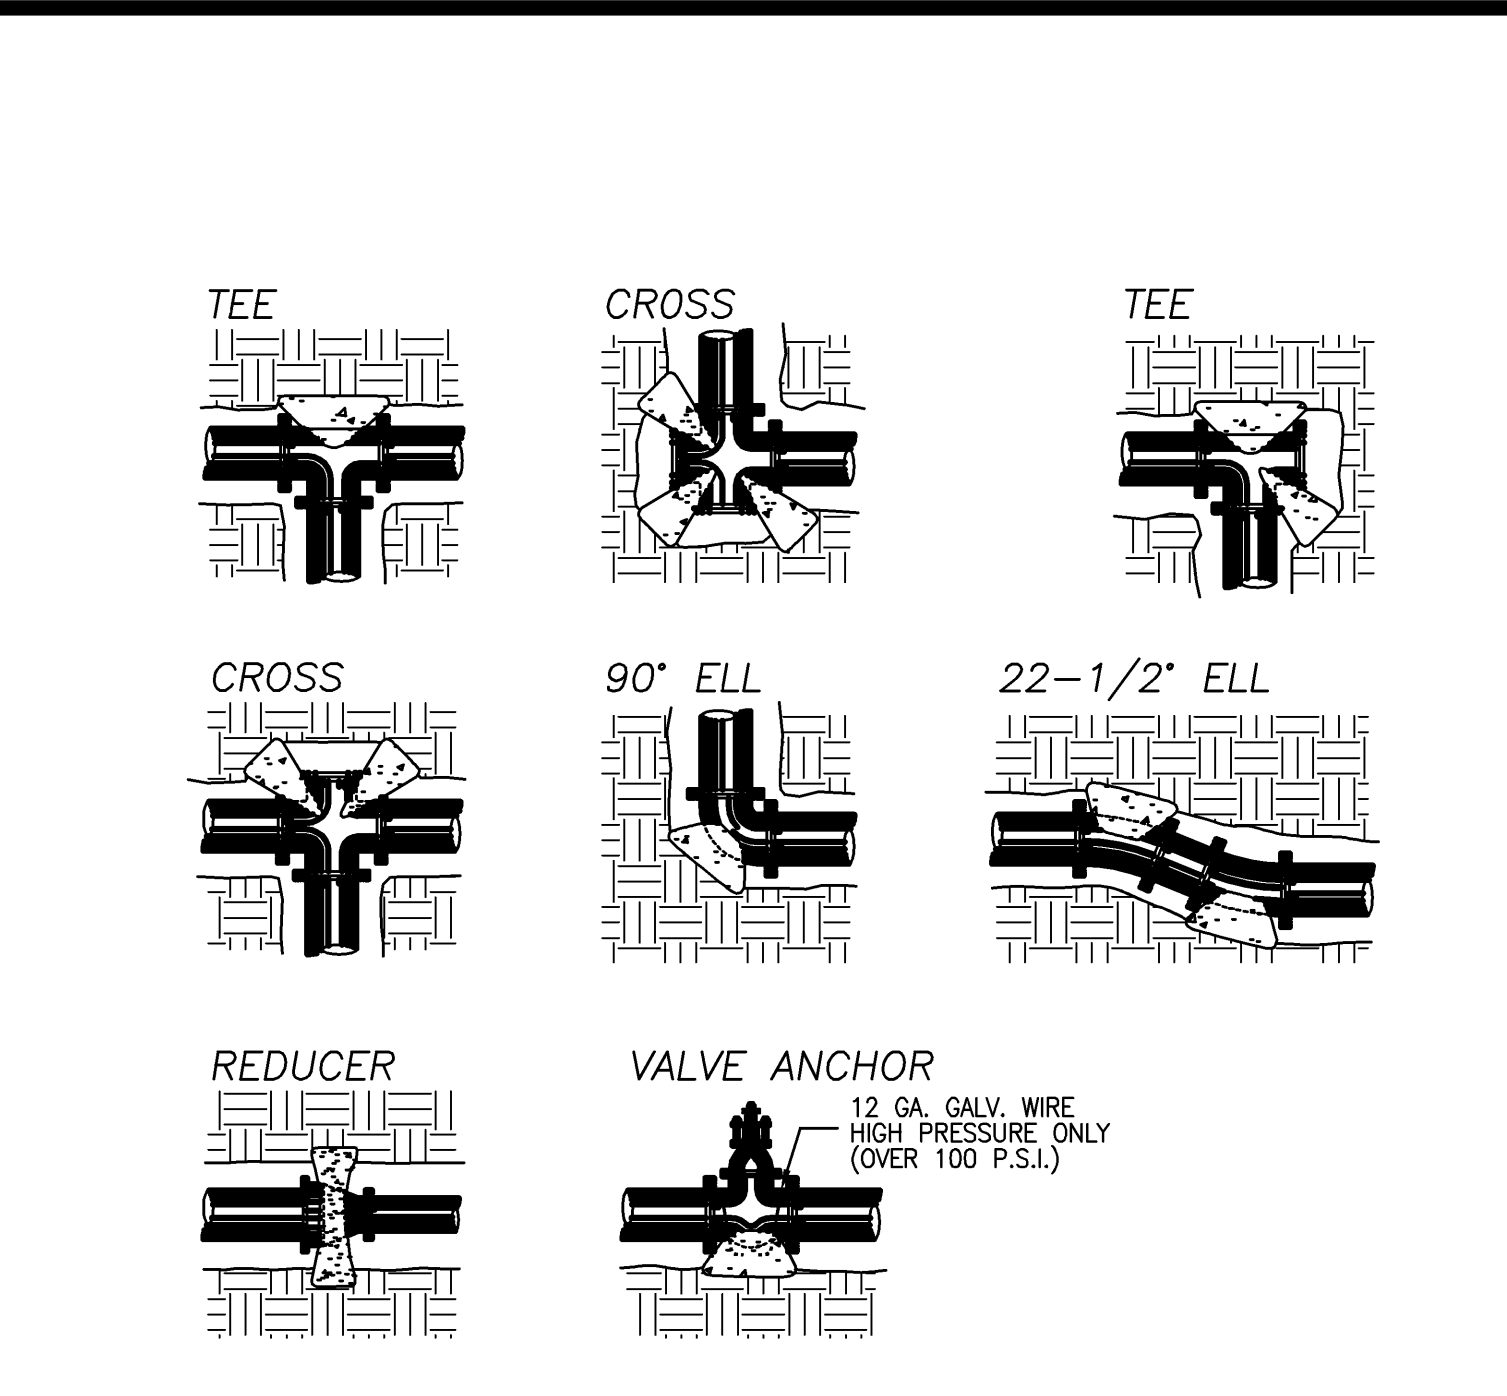 TEE
CROSS
TEE
CROSS
90° ELL
22-1/2° ELL
REDUCER
VALVE ANCHOR
12 GA. GALV. WIRE
HIGH PRESSURE ONLY
(OVER 100 P.S.I.)